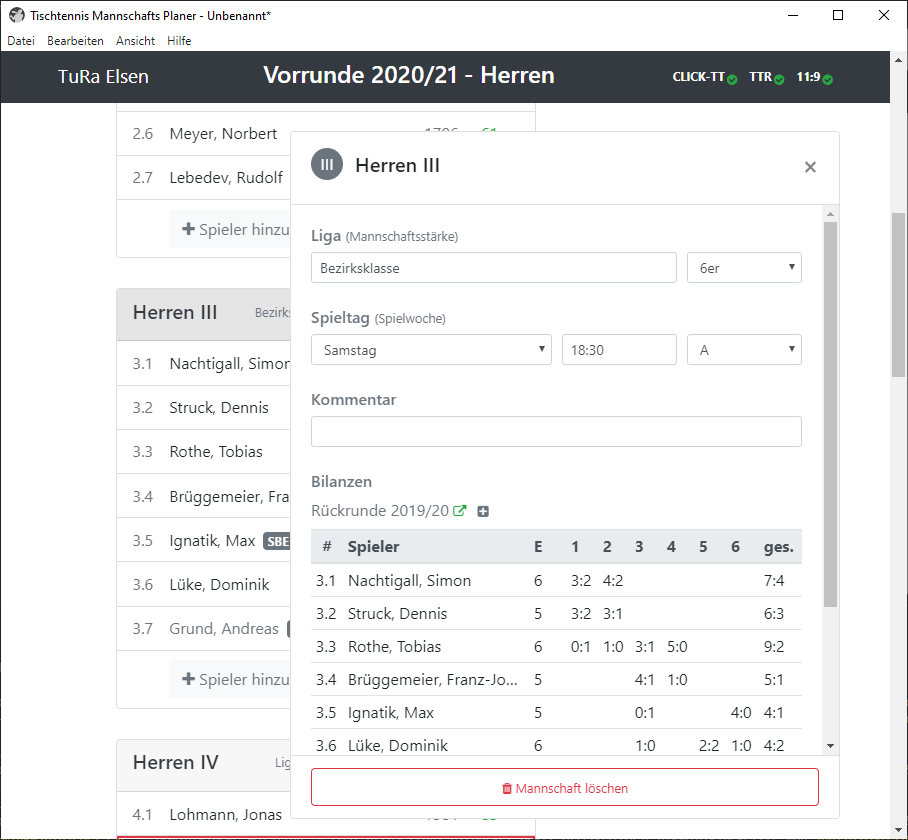 Tischtennis Mannschafts Planer - Unbenannt*
Datei Bearbeiten Ansicht Hilfe
TuRa Elsen
Vorrunde 2020/21 - Herren
CLICK-TT TTR 11:9
2.6 Meyer, Norbert
2.7 Lebedev, Rudolf
Spieler hinzu
Herren III Bezirks
3.1 Nachtigall, Simon
3.2 Struck, Dennis
3.3 Rothe, Tobias
3.4 Brüggemeier, Fra
3.5 Ignatik, Max SBE
3.6 Lüke, Dominik
3.7 Grund, Andreas
Spieler hinzu
Herren IV Lig
4.1 Lohmann, Jonas
III Herren III ×
Liga (Mannschaftsstärke)
Bezirksklasse 6er
Spieltag (Spielwoche)
Samstag 18:30 A
Kommentar
Bilanzen
Rückrunde 2019/20
# Spieler E 1 2 3 4 5 6 ges.
3.1 Nachtigall, Simon 6 3:2 4:2 7:4
3.2 Struck, Dennis 5 3:2 3:1 6:3
3.3 Rothe, Tobias 6 0:1 1:0 3:1 5:0 9:2
3.4 Brüggemeier, Franz-Jo... 5 4:1 1:0 5:1
3.5 Ignatik, Max 5 0:1 4:0 4:1
3.6 Lüke, Dominik 6 1:0 2:2 1:0 4:2
Mannschaft löschen